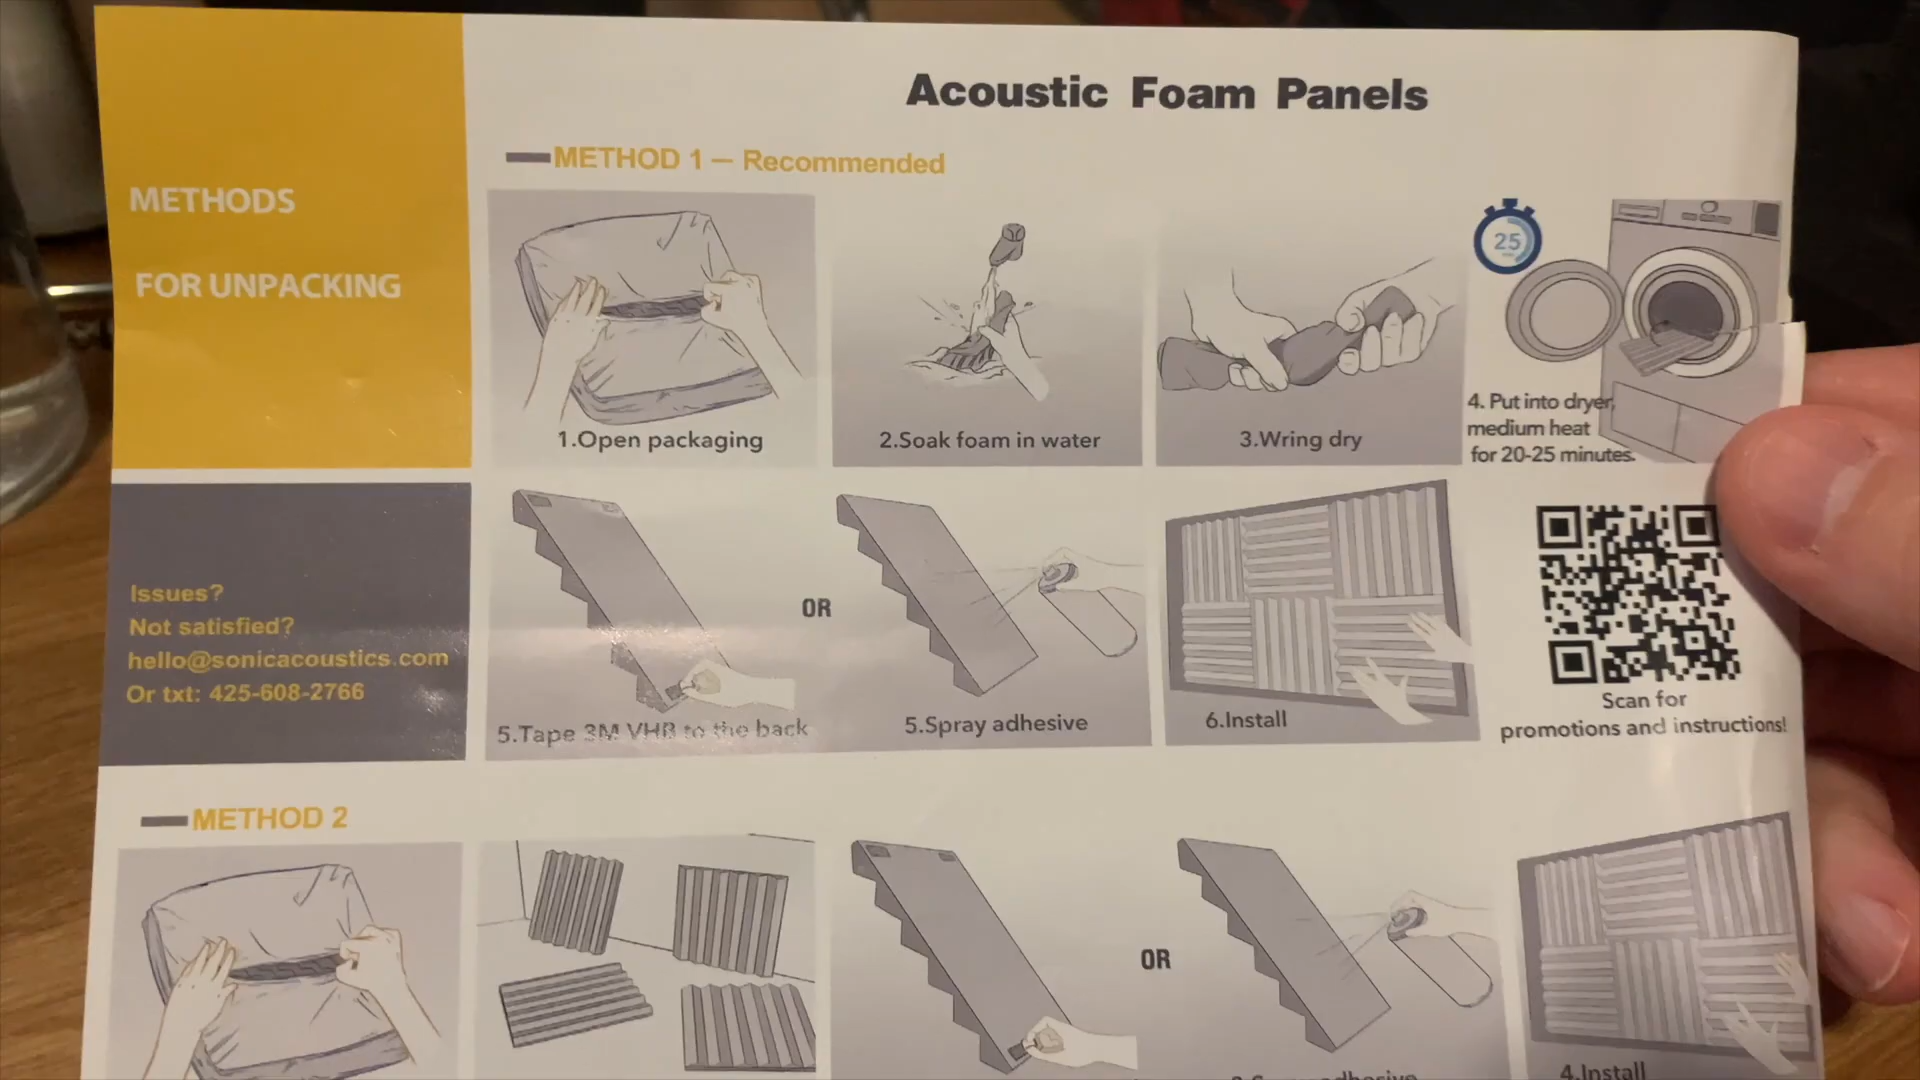 Acoustic Foam Panels
METHODS
FOR UNPACKING
METHOD 1 — Recommended
1.Open packaging
2.Soak foam in water
3.Wring dry
25
4. Put into dryer,
medium heat
for 20-25 minutes.
Issues?
Not satisfied?
hello@sonicacoustics.com
Or txt: 425-608-2766
5.Tape 3M VHB to the back
OR
5.Spray adhesive
6.Install
Scan for
promotions and instructions!
METHOD 2
OR
adhesive
4.Install